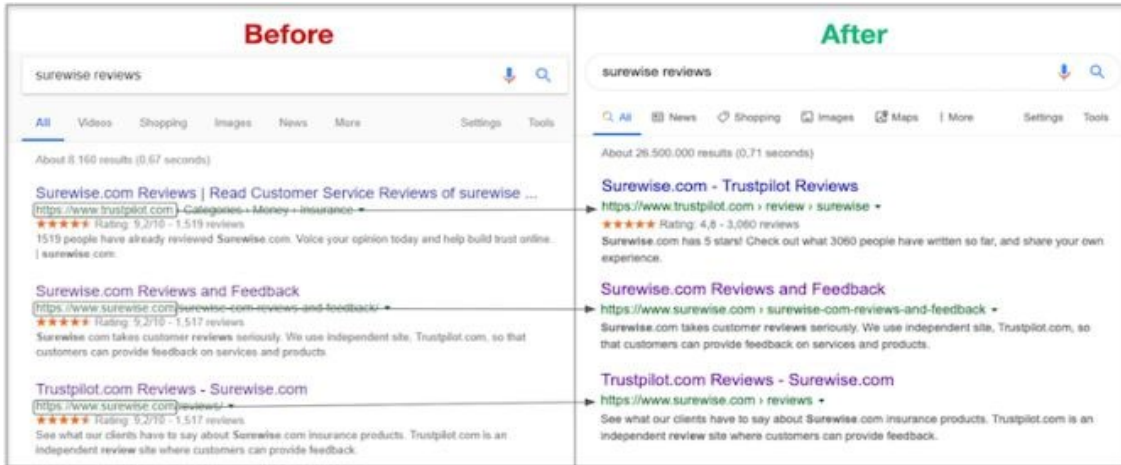 Before
surewise reviews
All Videos Shopping Images News More Settings Tools
About 8.160 results (0,67 seconds)
Surewise.com Reviews | Read Customer Service Reviews of surewise ...
https://www.trustpilot.com › Categories › Money › Insurance
Rating: 9,2/10 - 1,519 reviews
1519 people have already reviewed Surewise.com. Voice your opinion today and help build trust online.
| surewise.com.
Surewise.com Reviews and Feedback
https://www.surewise.com/surewise-com-reviews-and-feedback/
Rating: 9,2/10 - 1,517 reviews
Surewise.com takes customer reviews seriously. We use independent site, Trustpilot.com, so that
customers can provide feedback on services and products.
Trustpilot.com Reviews - Surewise.com
https://www.surewise.com/reviews/
Rating: 9,2/10 - 1,517 reviews
See what our clients have to say about Surewise.com insurance products. Trustpilot.com is an
independent review site where customers can provide feedback.
After
surewise reviews
All News Shopping Images Maps More Settings Tools
About 26.500.000 results (0,71 seconds)
Surewise.com - Trustpilot Reviews
https://www.trustpilot.com › review › surewise
Rating: 4,8 - 3,060 reviews
Surewise.com has 5 stars! Check out what 3060 people have written so far, and share your own
experience.
Surewise.com Reviews and Feedback
https://www.surewise.com › surewise-com-reviews-and-feedback
Surewise.com takes customer reviews seriously. We use independent site, Trustpilot.com, so
that customers can provide feedback on services and products.
Trustpilot.com Reviews - Surewise.com
https://www.surewise.com › reviews
See what our clients have to say about Surewise.com insurance products. Trustpilot.com is an
independent review site where customers can provide feedback.